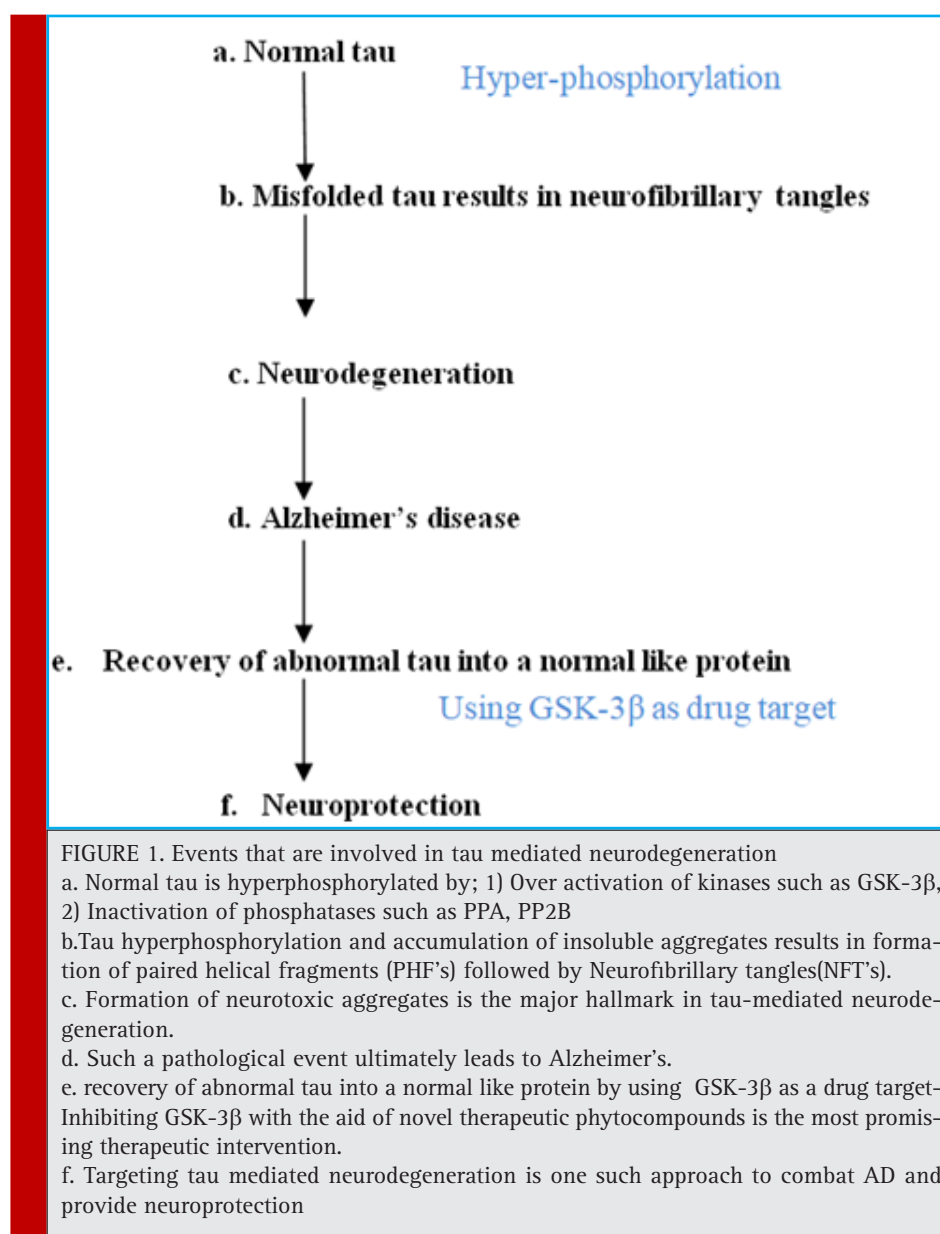 a. Normal tau
Hyper-phosphorylation
b. Misfolded tau results in neurofibrillary tangles
c. Neurodegeneration
d. Alzheimer's disease
e. Recovery of abnormal tau into a normal like protein
Using GSK-3β as drug target
f. Neuroprotection
FIGURE 1. Events that are involved in tau mediated neurodegeneration
a. Normal tau is hyperphosphorylated by; 1) Over activation of kinases such as GSK-3β,
2) Inactivation of phosphatases such as PPA, PP2B
b.Tau hyperphosphorylation and accumulation of insoluble aggregates results in forma-
tion of paired helical fragments (PHF's) followed by Neurofibrillary tangles(NFT's).
c. Formation of neurotoxic aggregates is the major hallmark in tau-mediated neurode-
generation.
d. Such a pathological event ultimately leads to Alzheimer's.
e. recovery of abnormal tau into a normal like protein by using GSK-3β as a drug target-
Inhibiting GSK-3β with the aid of novel therapeutic phytocompounds is the most promis-
ing therapeutic intervention.
f. Targeting tau mediated neurodegeneration is one such approach to combat AD and
provide neuroprotection